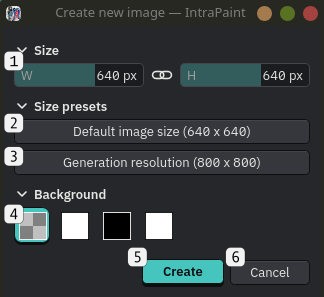 Create new image — IntraPaint
Size
1
W 640 px H 640 px
Size presets
2
Default image size (640 x 640)
3
Generation resolution (800 x 800)
Background
4
5 6
Create Cancel